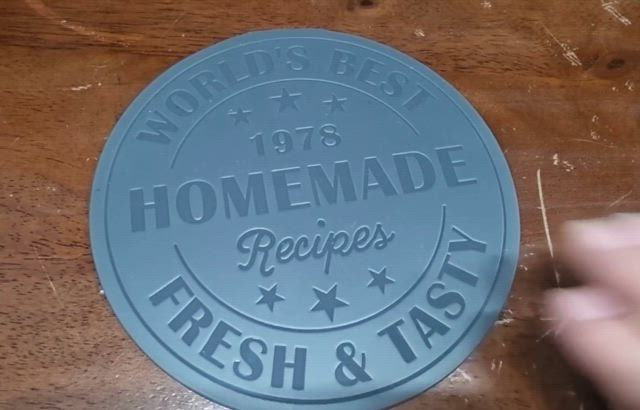 WORLD'S BEST
1978
HOMEMADE
Recipes
FRESH & TASTY